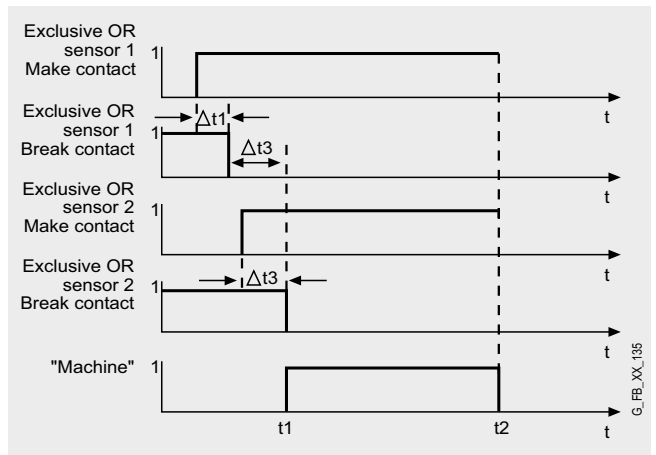 Exclusive OR
sensor 1
Make contact
1
t
Exclusive OR
sensor 1
Break contact
1
Δt1
Δt3
t
Exclusive OR
sensor 2
Make contact
1
t
Exclusive OR
sensor 2
Break contact
1
Δt3
t
"Machine"
1
t1
t2
t
G_FB_XX_135